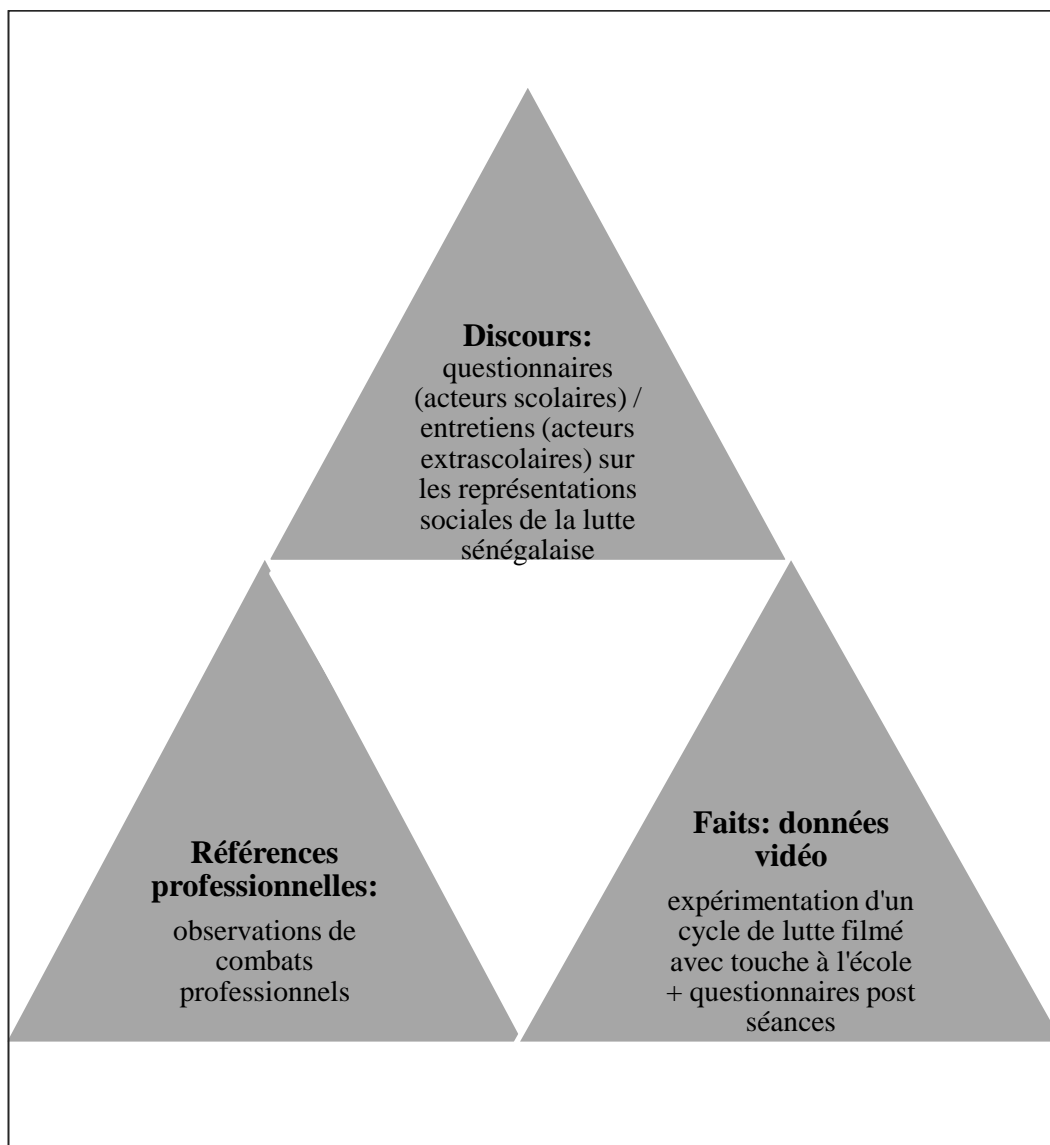 Discours:
questionnaires
(acteurs scolaires) /
entretiens (acteurs
extrascolaires) sur
les représentations
sociales de la lutte
sénégalaise
Références
professionnelles:
observations de
combats
professionnels
Faits: données
vidéo
expérimentation d'un
cycle de lutte filmé
avec touche à l'école
+ questionnaires post
séances